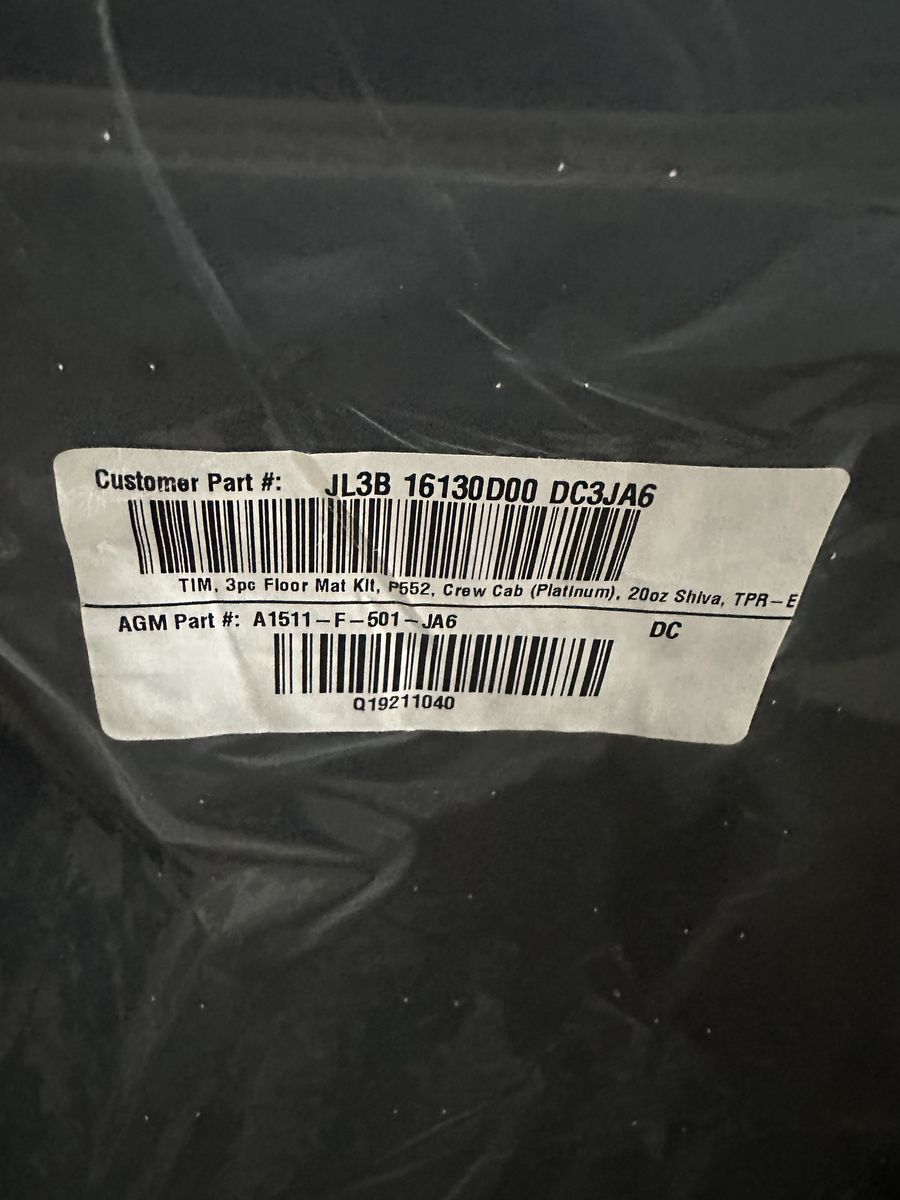 Customer Part #: JL3B 16130D00 DC3JA6
TIM, 3pc Floor Mat Kit, P552, Crew Cab (Platinum), 20oz Shiva, TPR-E
AGM Part #: A1511-F-501-JA6 DC
Q19211040